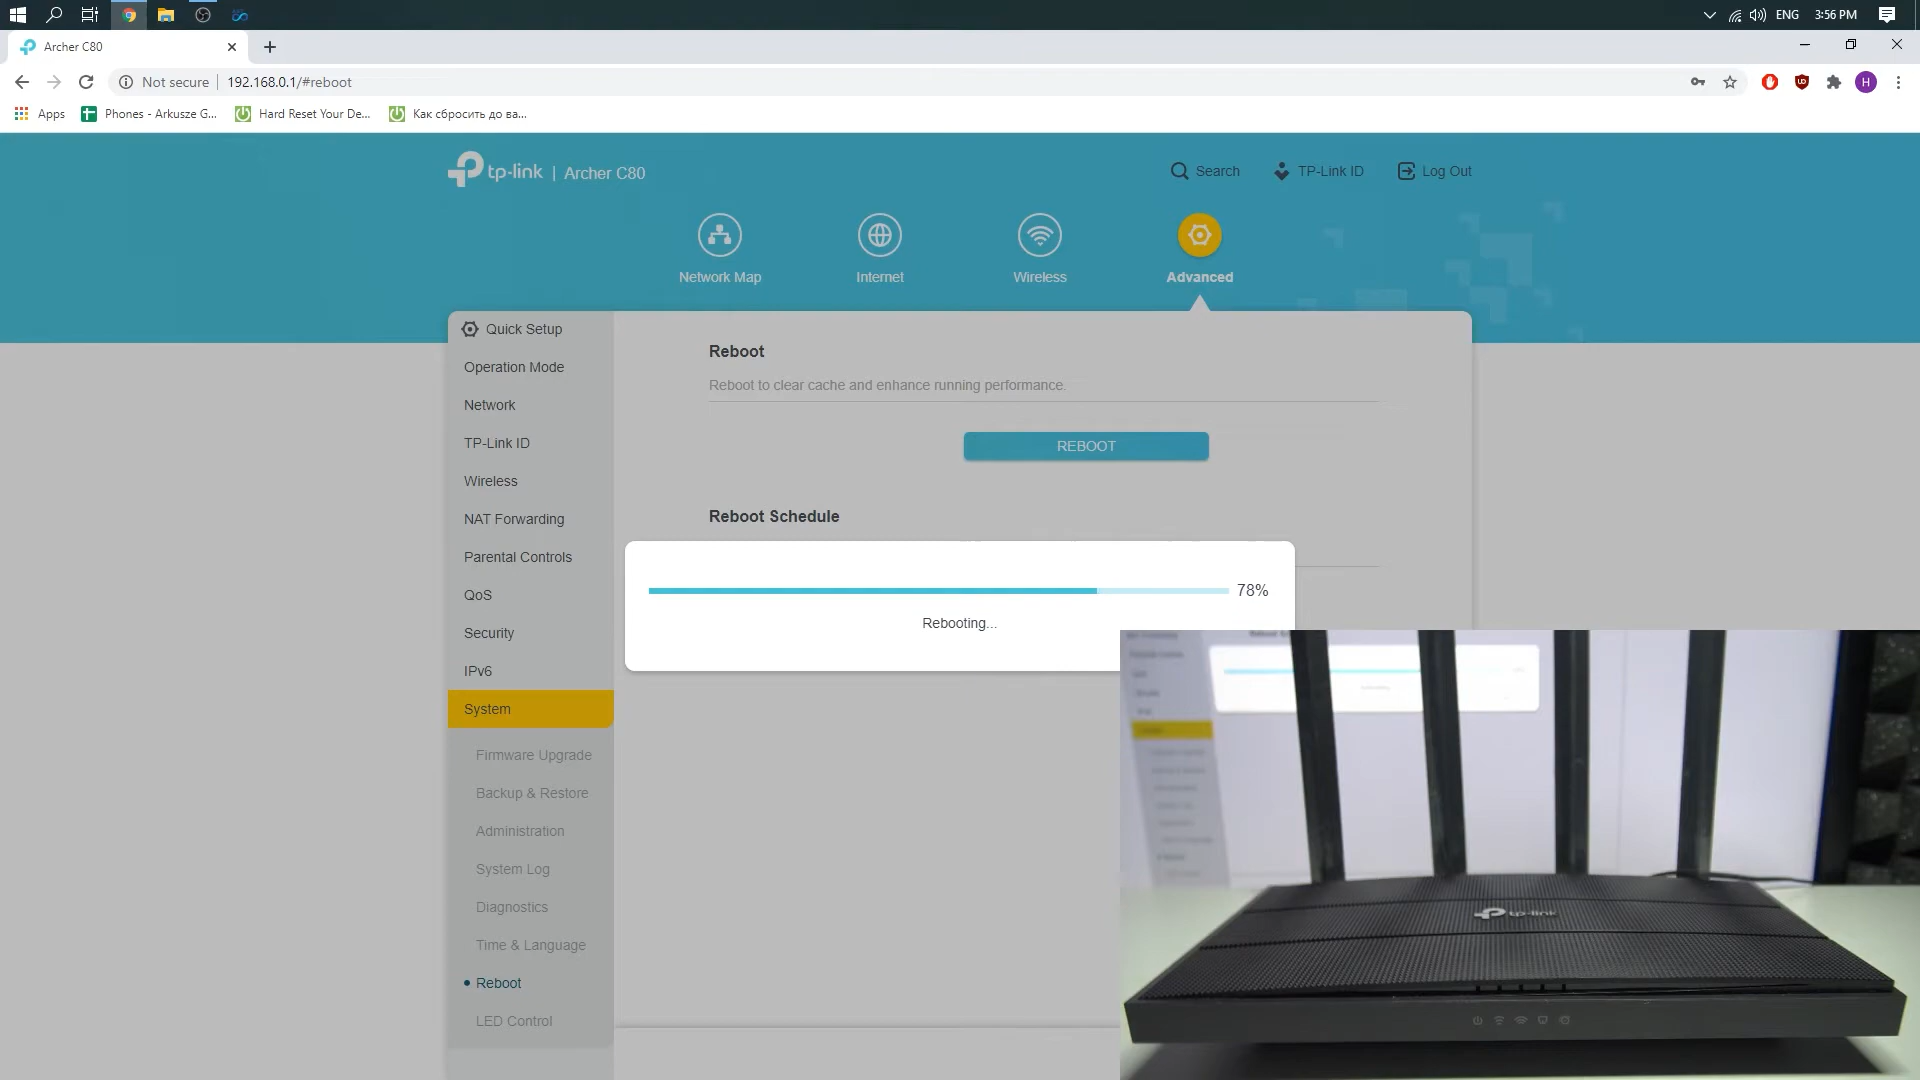 ENG
3:56 PM
Archer C80
Not secure
192.168.0.1/#reboot
H
Apps
Phones - Arkusze G...
Hard Reset Your De...
Как сбросить до ва...
tp-link | Archer C80
Search
TP-Link ID
Log Out
Network Map
Internet
Wireless
Advanced
Quick Setup
Operation Mode
Network
TP-Link ID
Wireless
NAT Forwarding
Parental Controls
QoS
Security
IPv6
System
Firmware Upgrade
Backup & Restore
Administration
System Log
Diagnostics
Time & Language
Reboot
LED Control
Reboot
Reboot to clear cache and enhance running performance.
REBOOT
Reboot Schedule
78%
Rebooting...
tp-link